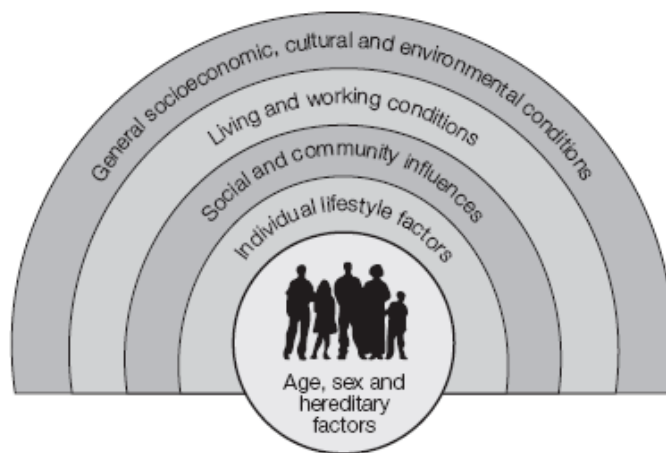 General socioeconomic, cultural and environmental conditions
Living and working conditions
Social and community influences
Individual lifestyle factors
Age, sex and
hereditary
factors